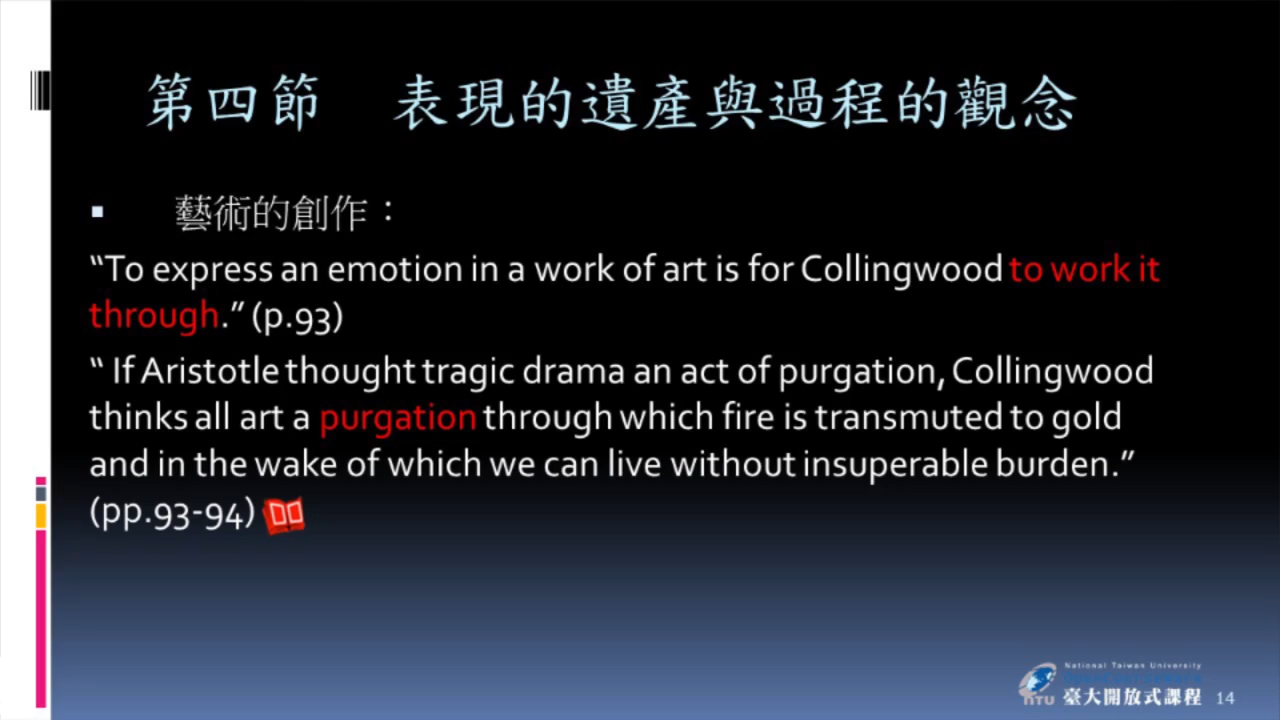 第四節 表現的遺產與過程的觀念
▪ 藝術的創作：
“To express an emotion in a work of art is for Collingwood to work it
through.” (p.93)
“ If Aristotle thought tragic drama an act of purgation, Collingwood
thinks all art a purgation through which fire is transmuted to gold
and in the wake of which we can live without insuperable burden.”
(pp.93-94)
National Taiwan University
NTU 臺大開放式課程 14